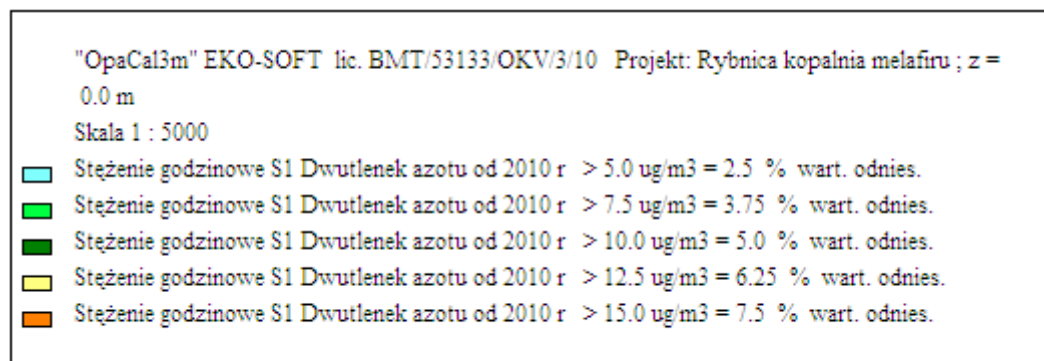 "OpaCal3m" EKO-SOFT lic. BMT/53133/OKV/3/10 Projekt: Rybnica kopalnia melafiru ; z =
0.0 m
Skala 1 : 5000
Stężenie godzinowe S1 Dwutlenek azotu od 2010 r > 5.0 ug/m3 = 2.5 % wart. odnies.
Stężenie godzinowe S1 Dwutlenek azotu od 2010 r > 7.5 ug/m3 = 3.75 % wart. odnies.
Stężenie godzinowe S1 Dwutlenek azotu od 2010 r > 10.0 ug/m3 = 5.0 % wart. odnies.
Stężenie godzinowe S1 Dwutlenek azotu od 2010 r > 12.5 ug/m3 = 6.25 % wart. odnies.
Stężenie godzinowe S1 Dwutlenek azotu od 2010 r > 15.0 ug/m3 = 7.5 % wart. odnies.